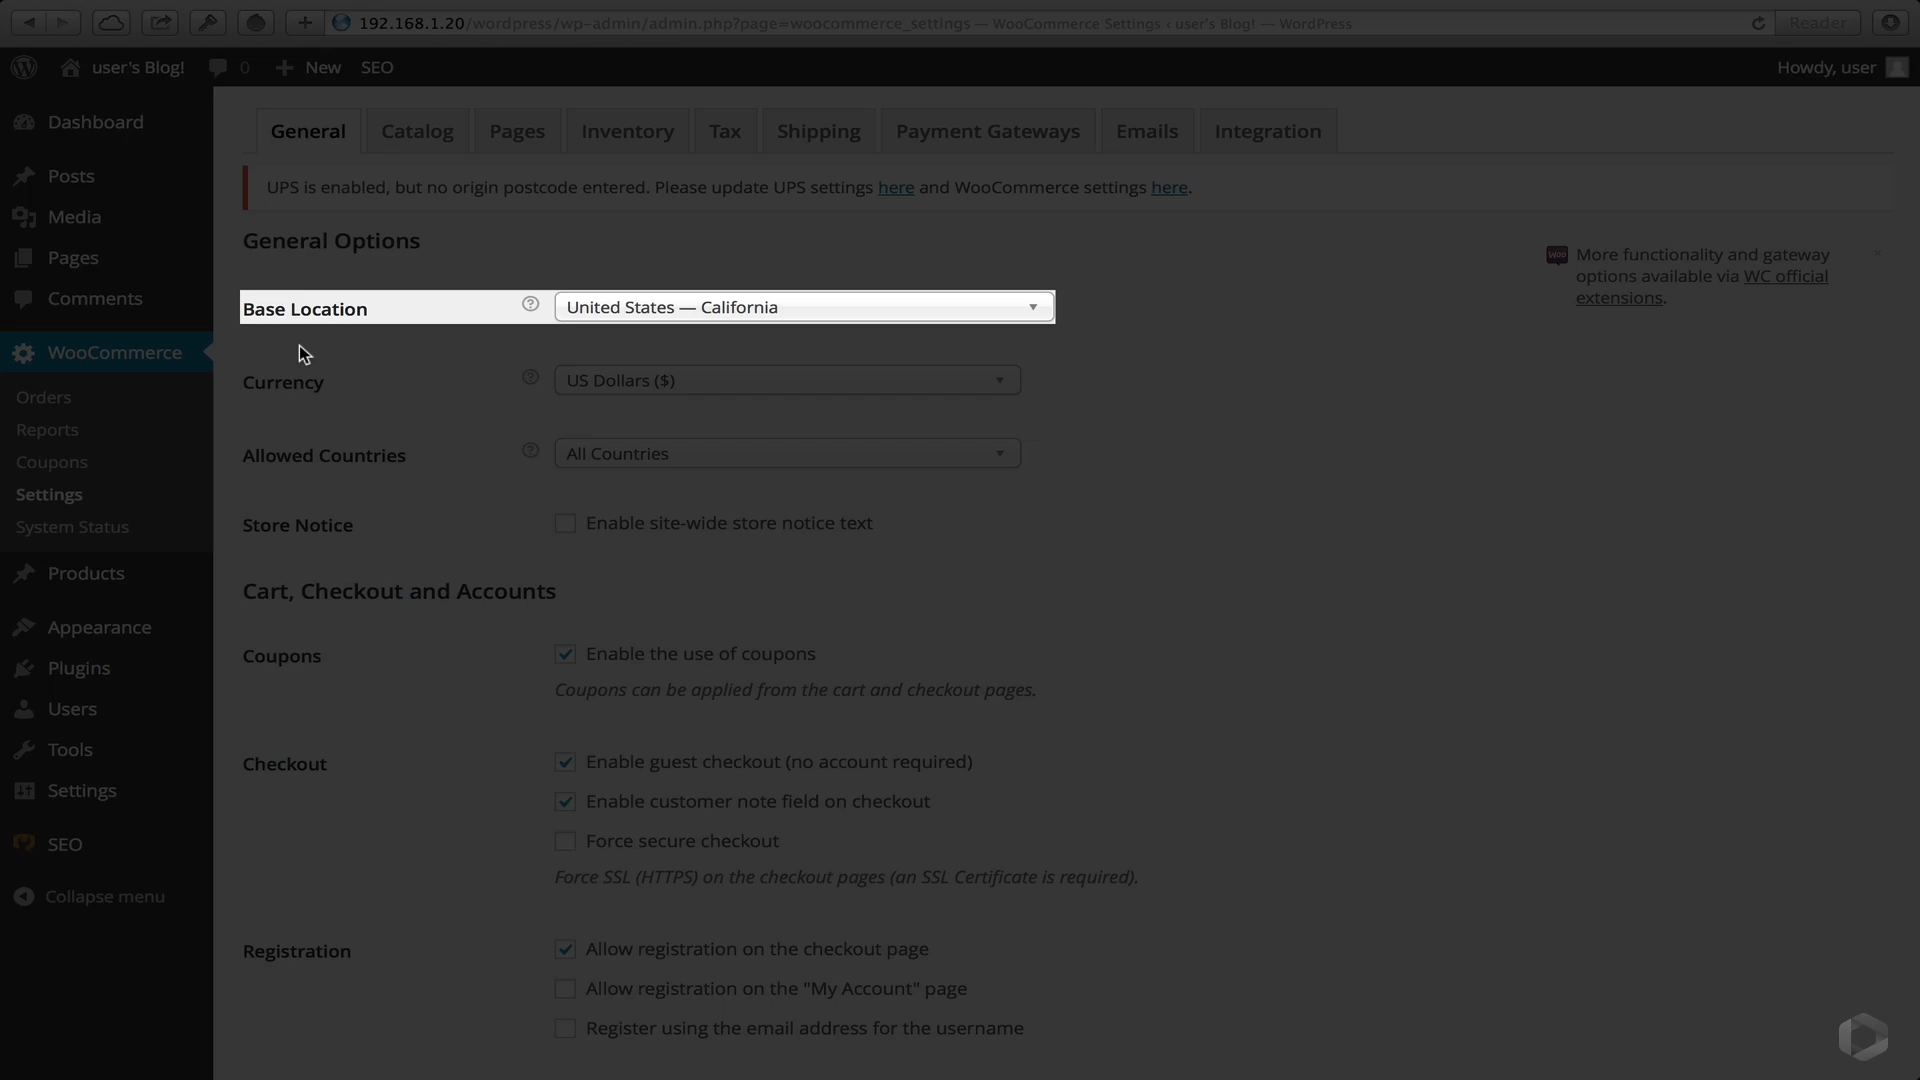 192.168.1.20/wordpress/wp-admin/admin.php?page=woocommerce_settings — WooCommerce Settings ‹ user's Blog! — WordPress
Reader
user's Blog!
0
New
SEO
Howdy, user
Dashboard
Posts
Media
Pages
Comments
WooCommerce
Orders
Reports
Coupons
Settings
System Status
Products
Appearance
Plugins
Users
Tools
Settings
SEO
Collapse menu
General
Catalog
Pages
Inventory
Tax
Shipping
Payment Gateways
Emails
Integration
UPS is enabled, but no origin postcode entered. Please update UPS settings here and WooCommerce settings here.
General Options
Woo
More functionality and gateway
options available via WC official
extensions.
Base Location
?
United States — California
Currency
?
US Dollars ($)
Allowed Countries
?
All Countries
Store Notice
Enable site-wide store notice text
Cart, Checkout and Accounts
Coupons
Enable the use of coupons
Coupons can be applied from the cart and checkout pages.
Checkout
Enable guest checkout (no account required)
Enable customer note field on checkout
Force secure checkout
Force SSL (HTTPS) on the checkout pages (an SSL Certificate is required).
Registration
Allow registration on the checkout page
Allow registration on the "My Account" page
Register using the email address for the username